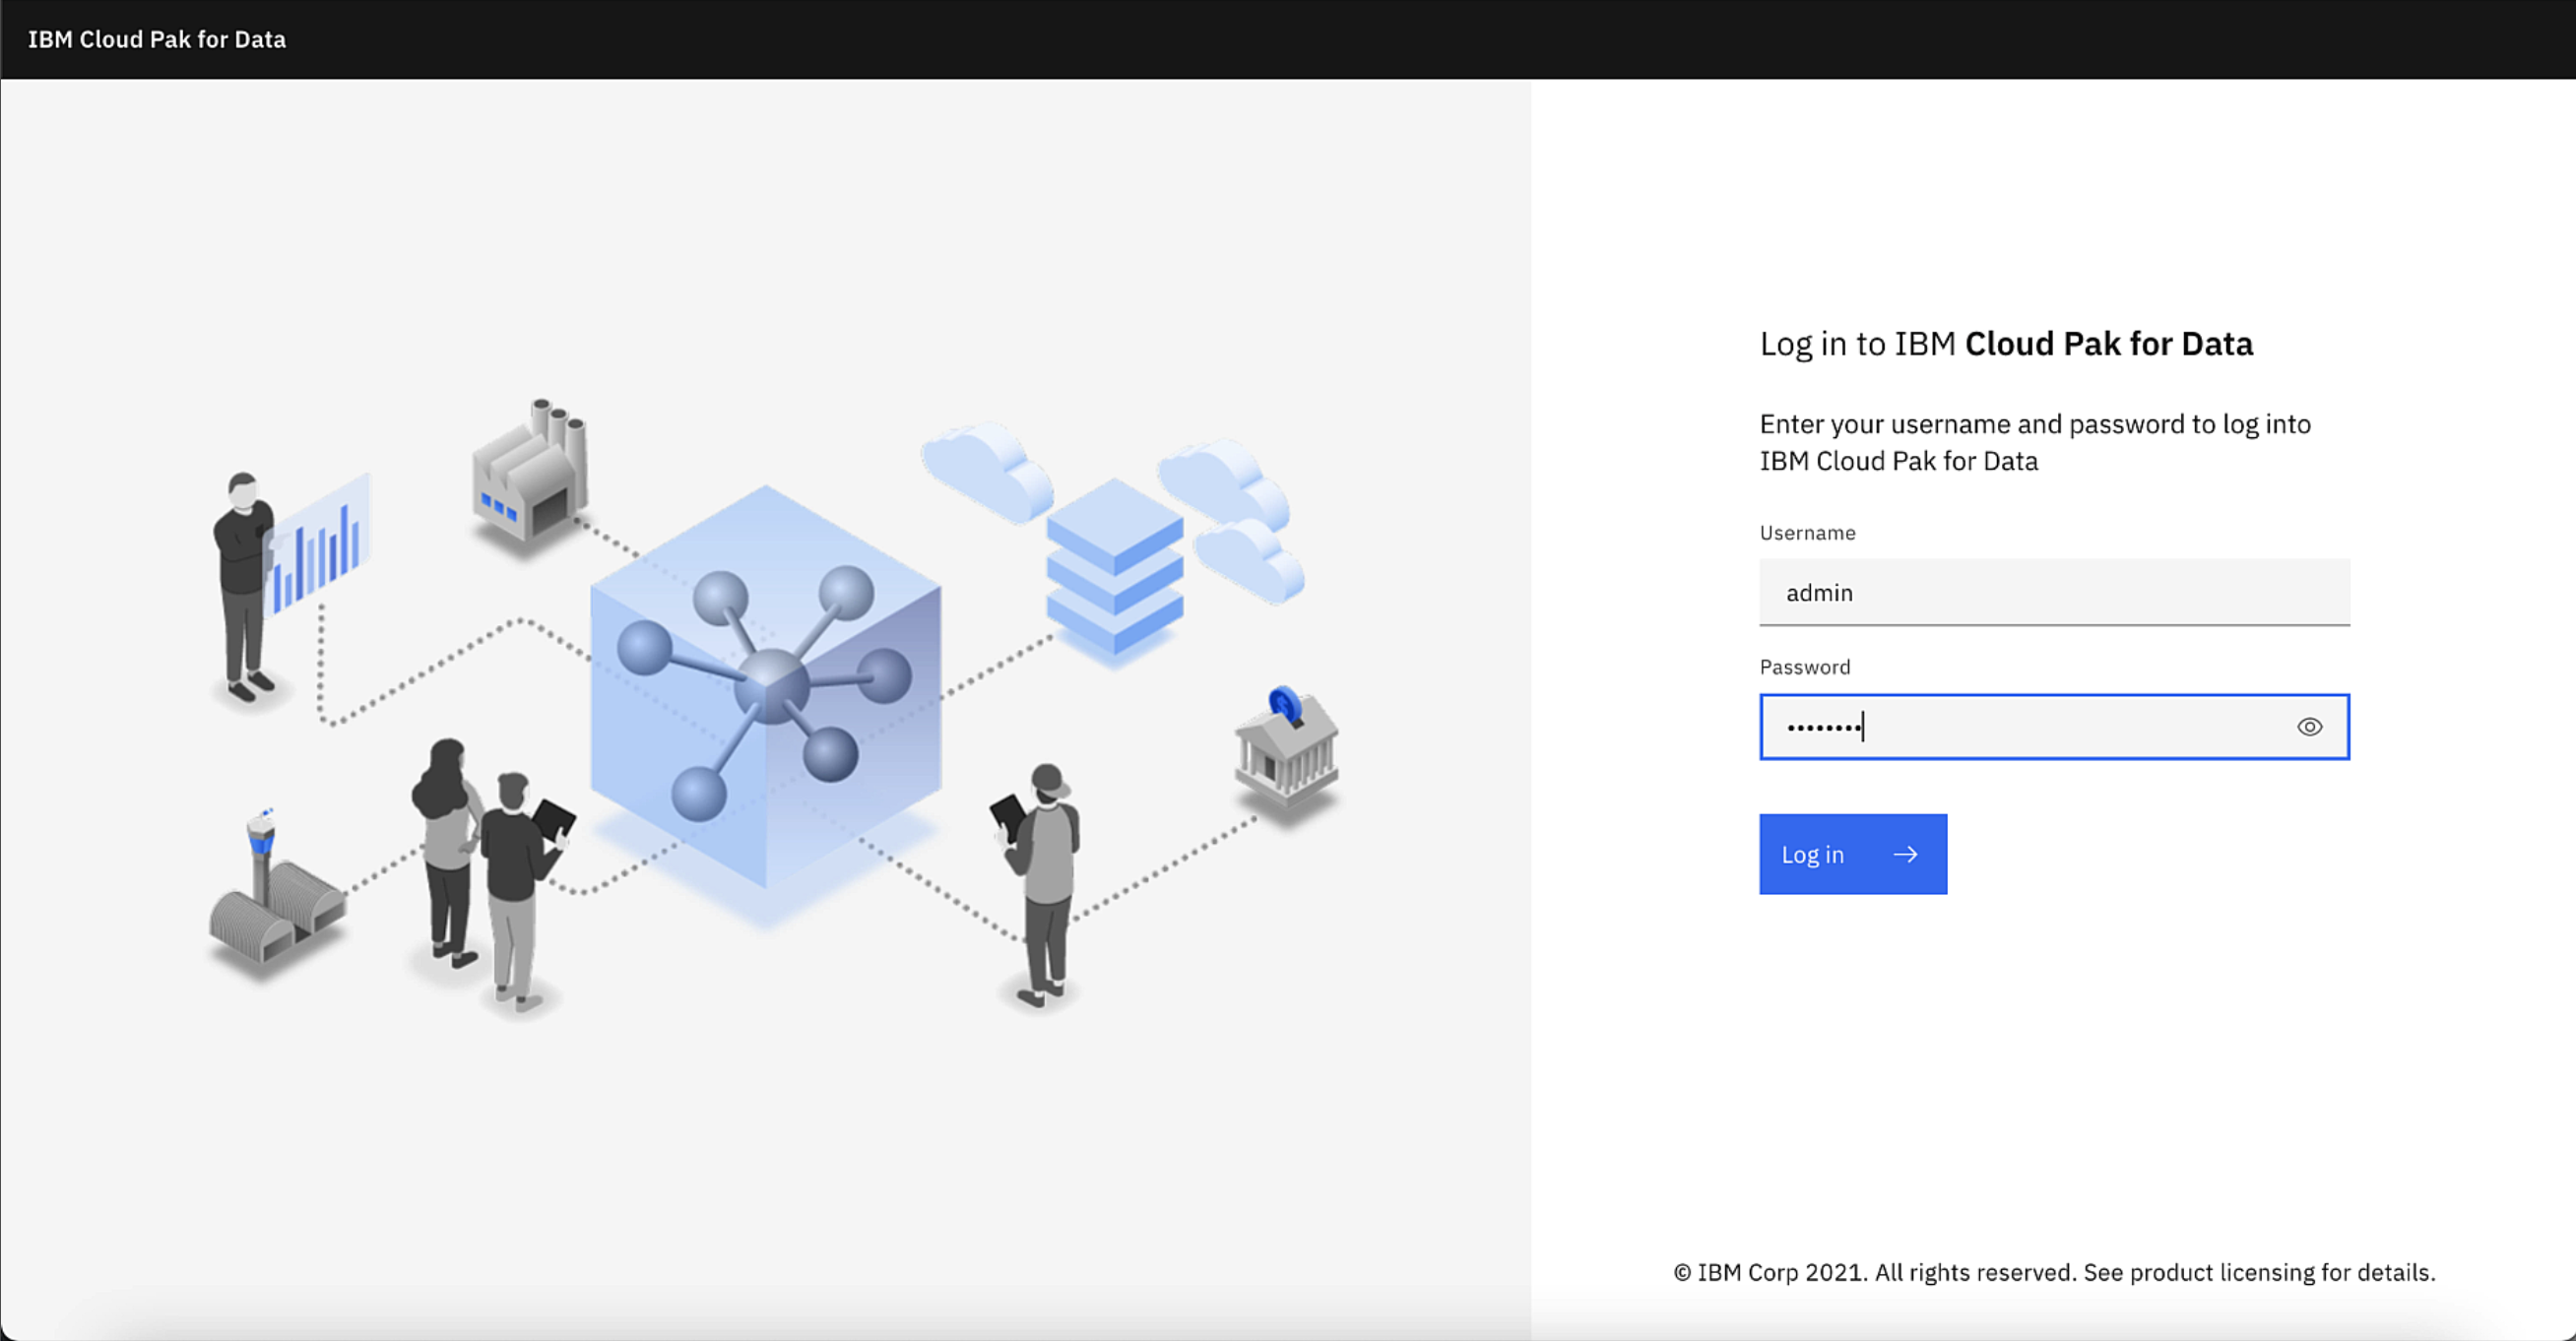 IBM Cloud Pak for Data
Log in to IBM Cloud Pak for Data
Enter your username and password to log into
IBM Cloud Pak for Data
Username
admin
Password
••••••••
Log in
© IBM Corp 2021. All rights reserved. See product licensing for details.